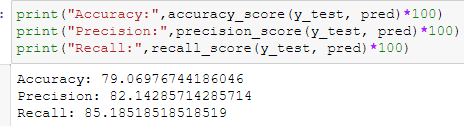 : print("Accuracy:",accuracy_score(y_test, pred)*100)
print("Precision:",precision_score(y_test, pred)*100)
print("Recall:",recall_score(y_test, pred)*100)
Accuracy: 79.06976744186046
Precision: 82.14285714285714
Recall: 85.18518518518519